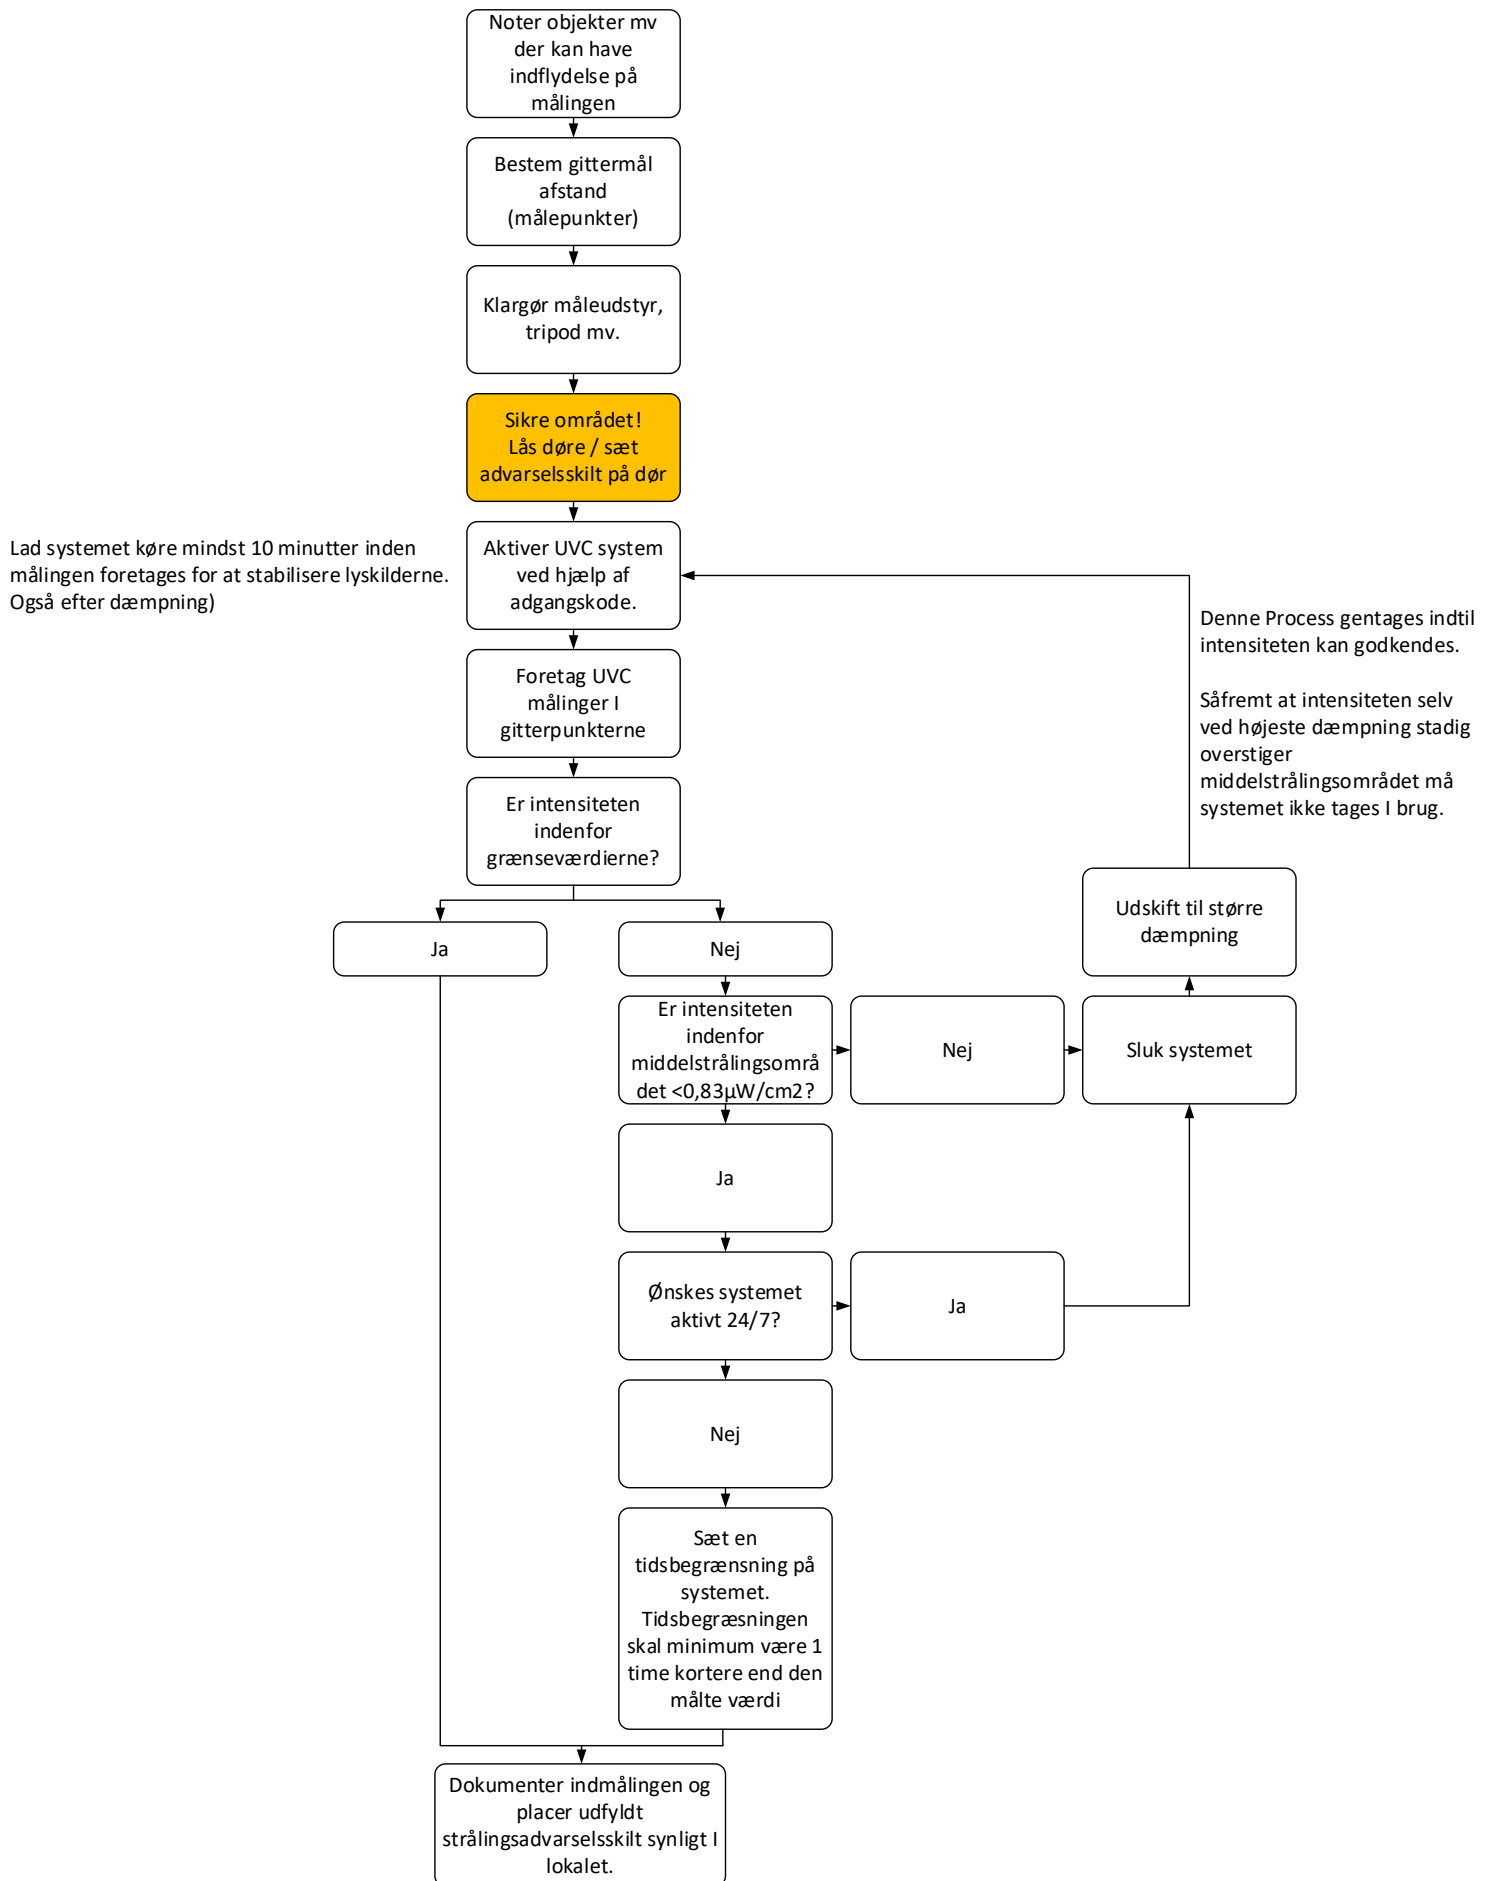 Noter objekter mv
der kan have
indflydelse på
målingen
Bestem gittermål
afstand
(målepunkter)
Klargør måleudstyr,
tripod mv.
Sikre området!
Lås døre / sæt
advarselsskilt på dør
Lad systemet køre mindst 10 minutter inden
målingen foretages for at stabilisere lyskilderne.
Også efter dæmpning)
Aktiver UVC system
ved hjælp af
adgangskode.
Denne Process gentages indtil
intensiteten kan godkendes.
Såfremt at intensiteten selv
ved højeste dæmpning stadig
overstiger
middelstrålingsområdet må
systemet ikke tages I brug.
Foretag UVC
målinger I
gitterpunkterne
Er intensiteten
indenfor
grænseværdierne?
Ja
Nej
Udskift til større
dæmpning
Er intensiteten
indenfor
middelstrålingsområ
det <0,83µW/cm2?
Nej
Sluk systemet
Ja
Ønskes systemet
aktivt 24/7?
Ja
Nej
Sæt en
tidsbegrænsning på
systemet.
Tidsbegræsningen
skal minimum være 1
time kortere end den
målte værdi
Dokumenter indmålingen og
placer udfyldt
strålingsadvarselsskilt synligt I
lokalet.